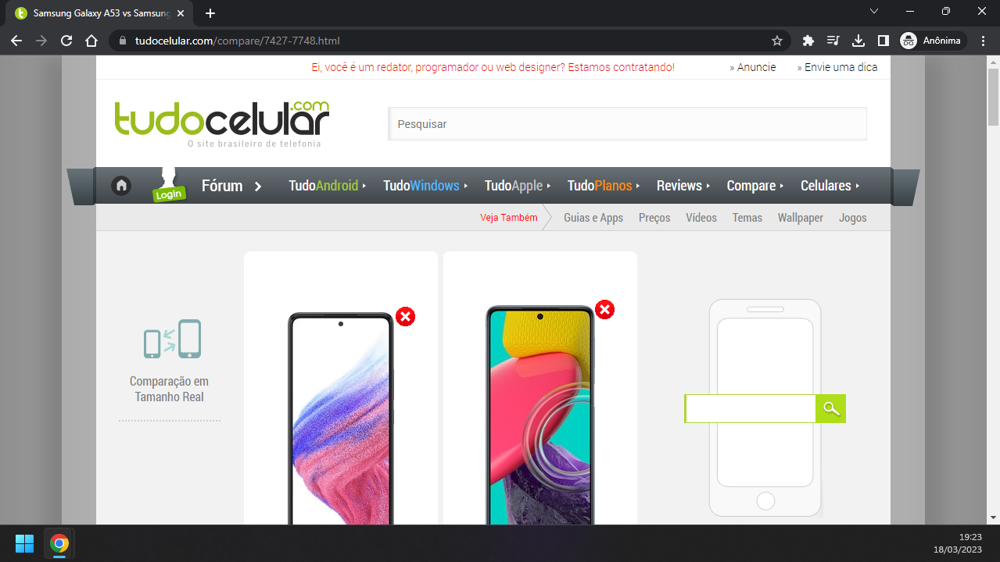 Samsung Galaxy A53 vs Samsung
tudocelular.com/compare/7427-7748.html
Anônima
Ei, você é um redator, programador ou web designer? Estamos contratando!
» Anuncie
» Envie uma dica
tudocelular.com
O site brasileiro de telefonia
Pesquisar
Login
Fórum
TudoAndroid
TudoWindows
TudoApple
TudoPlanos
Reviews
Compare
Celulares
Veja Também
Guias e Apps
Preços
Vídeos
Temas
Wallpaper
Jogos
Comparação em
Tamanho Real
19:23
18/03/2023